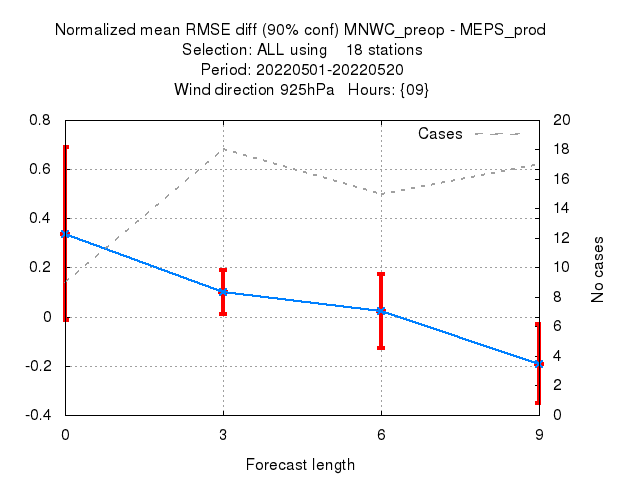 Normalized mean RMSE diff (90% conf) MNWC_preop - MEPS_prod
Selection: ALL using    18 stations
Period: 20220501-20220520
Wind direction 925hPa   Hours: {09}
Cases
0.8
0.6
0.4
0.2
0
-0.2
-0.4
20
18
16
14
12
10
8
6
4
2
0
No cases
0 3 6 9
Forecast length